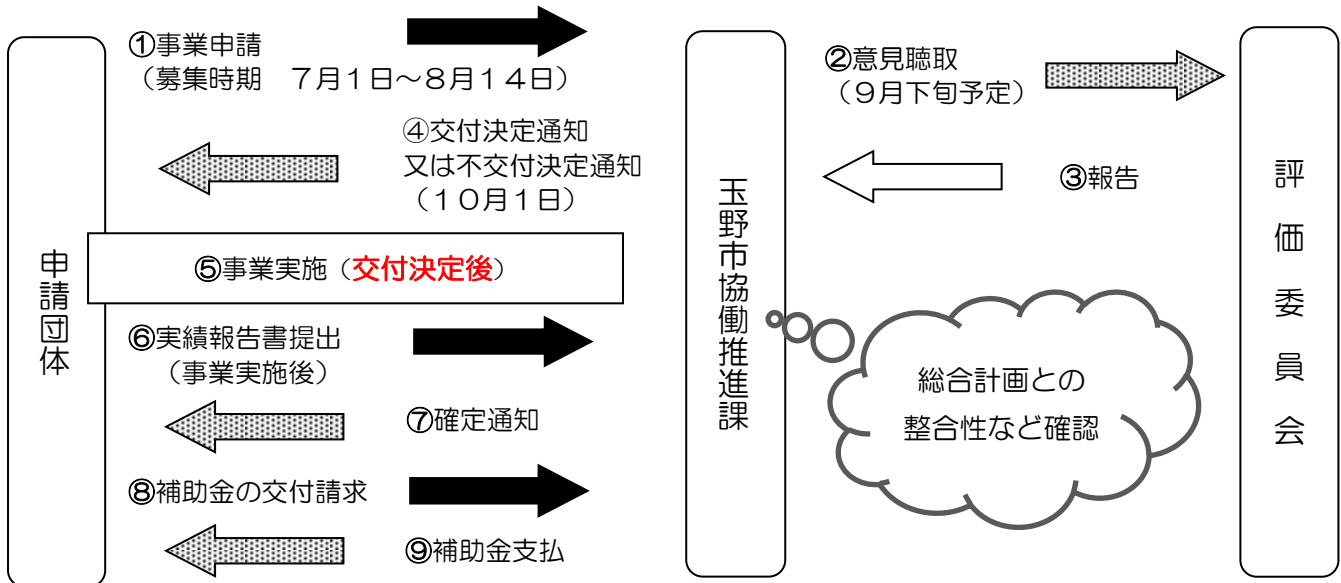 ①事業申請
（募集時期　７月１日～８月１４日）
②意見聴取
（９月下旬予定）
④交付決定通知
又は不交付決定通知
（１０月１日）
③報告
申請団体
⑤事業実施（交付決定後）
玉野市協働推進課
評価委員会
⑥実績報告書提出
（事業実施後）
総合計画との
整合性など確認
⑦確定通知
⑧補助金の交付請求
⑨補助金支払